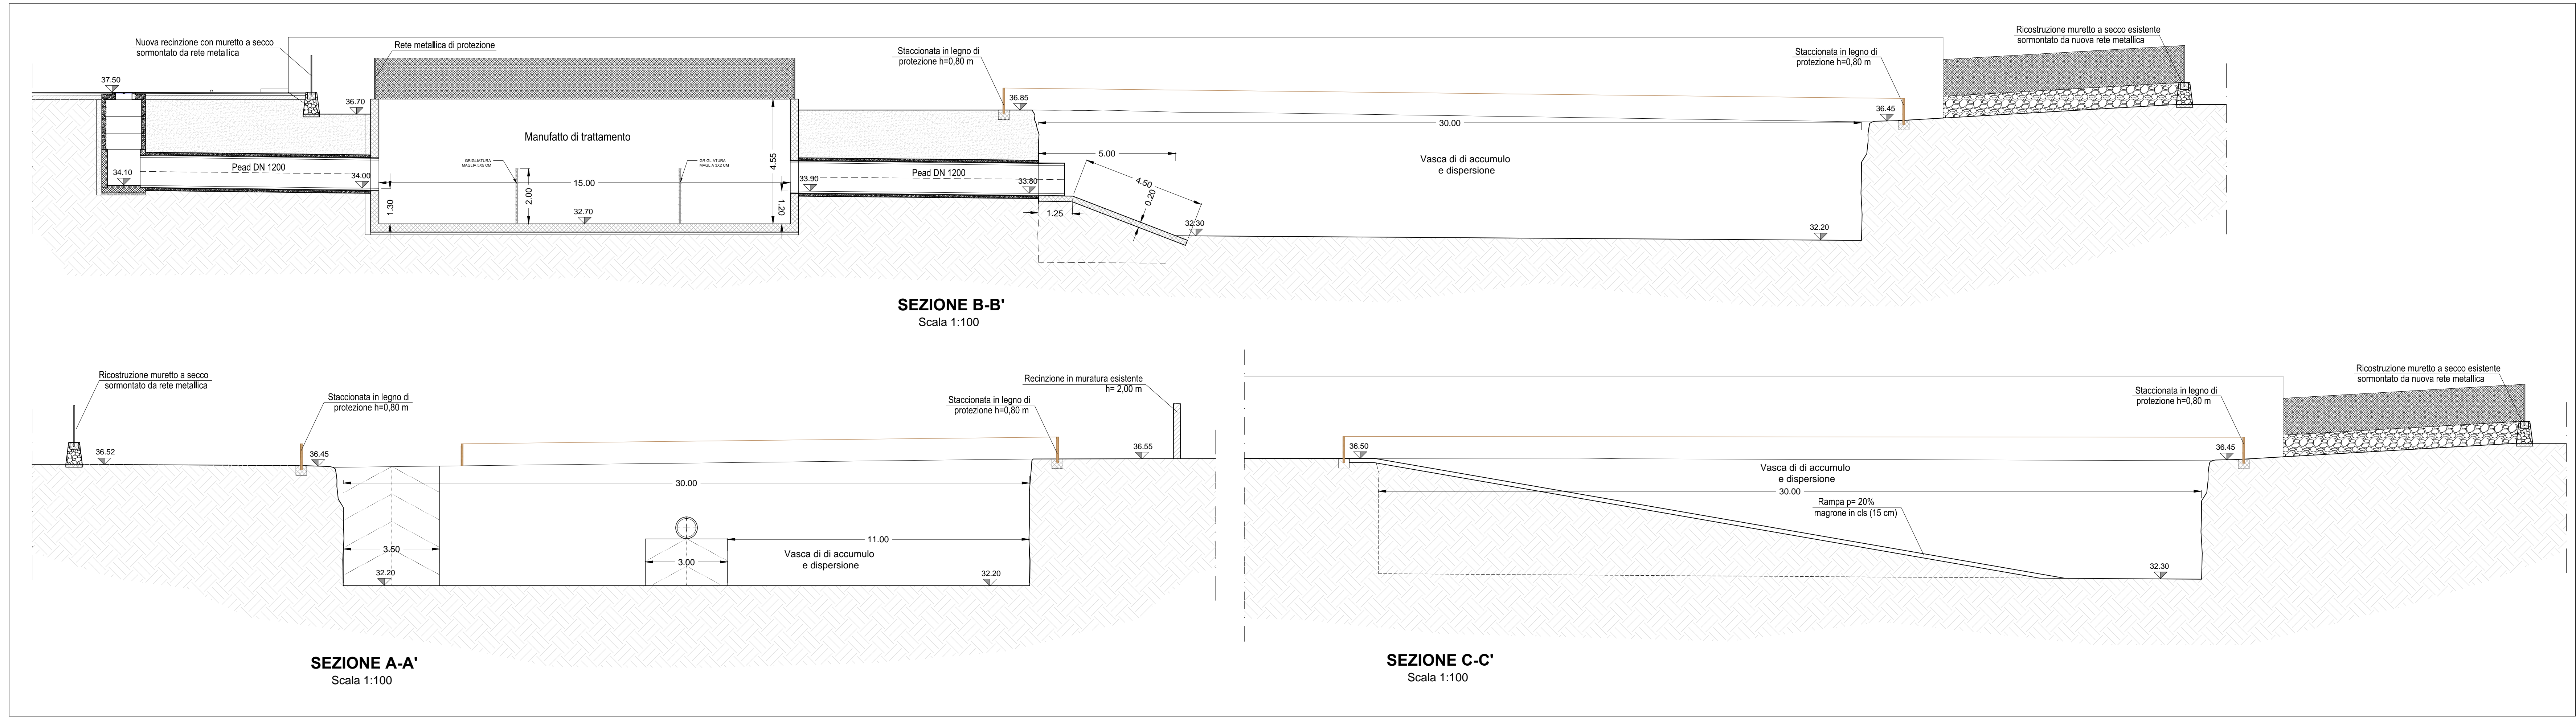 Nuova recinzione con muretto a secco
sormontato da rete metallica
Rete metallica di protezione
Staccionata in legno di
protezione h=0,80 m
Staccionata in legno di
protezione h=0,80 m
Ricostruzione muretto a secco esistente
sormontato da nuova rete metallica
37.50
36.70
36.85
36.45
30.00
Manufatto di trattamento
4.55
5.00
Vasca di di accumulo
e dispersione
Pead DN 1200
GRIGLIATURA
MAGLIA 5X5 CM
GRIGLIATURA
MAGLIA 2X2 CM
Pead DN 1200
34.10
34.00
15.00
2.00
33.90
33.80
4.50
0.20
1.30
32.70
1.20
1.25
32.30
32.20
SEZIONE B-B'
Scala 1:100
Ricostruzione muretto a secco
sormontato da rete metallica
Staccionata in legno di
protezione h=0,80 m
Staccionata in legno di
protezione h=0,80 m
Recinzione in muratura esistente
h= 2,00 m
36.52
36.45
36.55
30.00
3.50
11.00
3.00
Vasca di di accumulo
e dispersione
32.20
32.20
SEZIONE A-A'
Scala 1:100
Ricostruzione muretto a secco esistente
sormontato da nuova rete metallica
Staccionata in legno di
protezione h=0,80 m
36.50
36.45
Vasca di di accumulo
e dispersione
30.00
Rampa p= 20%
magrone in cls (15 cm)
32.30
SEZIONE C-C'
Scala 1:100